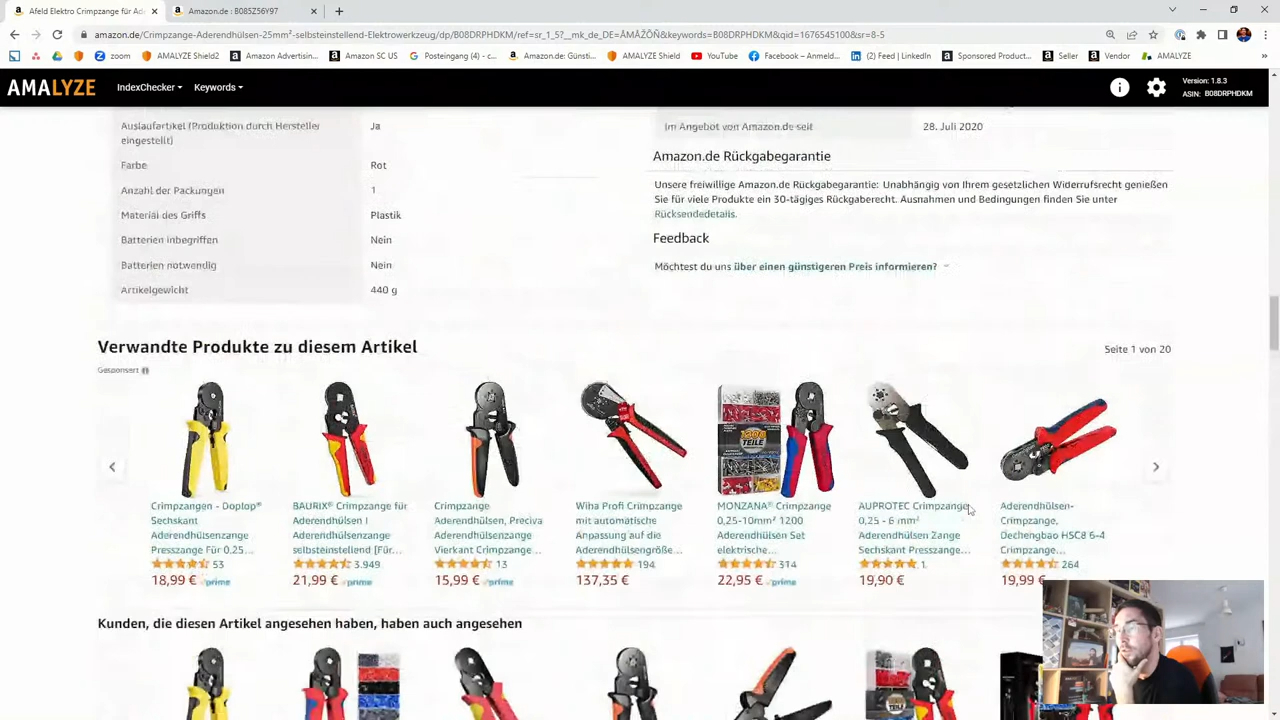 Afeld Elektro Crimpzange für Ad
Amazon.de : B085Z56Y97
amazon.de/Crimpzange-Aderendhülsen-25mm²-selbsteinstellend-Elektrowerkzeug/dp/B08DRPHDKM/ref=sr_1_5?__mk_de_DE=ÅMÅŽÕÑ&keywords=B08DRPHDKM&qid=1676545100&sr=8-5
zoom
AMALYZE Shield2
Amazon Advertisin...
Amazon SC US
Posteingang (4) - c...
Amazon.de: Günsti...
AMALYZE Shield
YouTube
Facebook – Anmeld...
(2) Feed | LinkedIn
Sponsored Product...
Seller
Vendor
AMALYZE
AMALYZE
IndexChecker
Keywords
Version: 1.8.3
ASIN: B08DRPHDKM
Auslaufartikel (Produktion durch Hersteller
eingestellt)
Ja
Farbe
Rot
Anzahl der Packungen
1
Material des Griffs
Plastik
Batterien inbegriffen
Nein
Batterien notwendig
Nein
Artikelgewicht
440 g
Im Angebot von Amazon.de seit
28. Juli 2020
Amazon.de Rückgabegarantie
Unsere freiwillige Amazon.de Rückgabegarantie: Unabhängig von Ihrem gesetzlichen Widerrufsrecht genießen
Sie für viele Produkte ein 30-tägiges Rückgaberecht. Ausnahmen und Bedingungen finden Sie unter
Rücksendedetails.
Feedback
Möchtest du uns über einen günstigeren Preis informieren?
Verwandte Produkte zu diesem Artikel
Seite 1 von 20
Gesponsert
1200
TEILE
Crimpzangen - Doptop®
Sechskant
Aderendhülsenzange
Presszange Für 0.25...
53
18,99 € prime
BAURIX® Crimpzange für
Aderendhülsen I
Aderendhülsenzange
selbsteinstellend [Für...
3.949
21,99 € prime
Crimpzange
Aderendhülsen, Preciva
Aderendhülsenzange
Vierkant Crimpzange...
13
15,99 € prime
Wiha Profi Crimpzange
mit automatische
Anpassung auf die
Aderendhülsengröße...
194
137,35 €
MONZANA® Crimpzange
0,25-10mm² 1200
Aderendhülsen Set
elektrische...
314
22,95 € prime
AUPROTEC Crimpzange
0,25 - 6 mm²
Aderendhülsen Zange
Sechskant Presszange...
1
19,90 €
Aderendhülsen-
Crimpzange,
Dechengbao HSC8 6-4
Crimpzange...
264
19,99 €
Kunden, die diesen Artikel angesehen haben, haben auch angesehen
TEILE